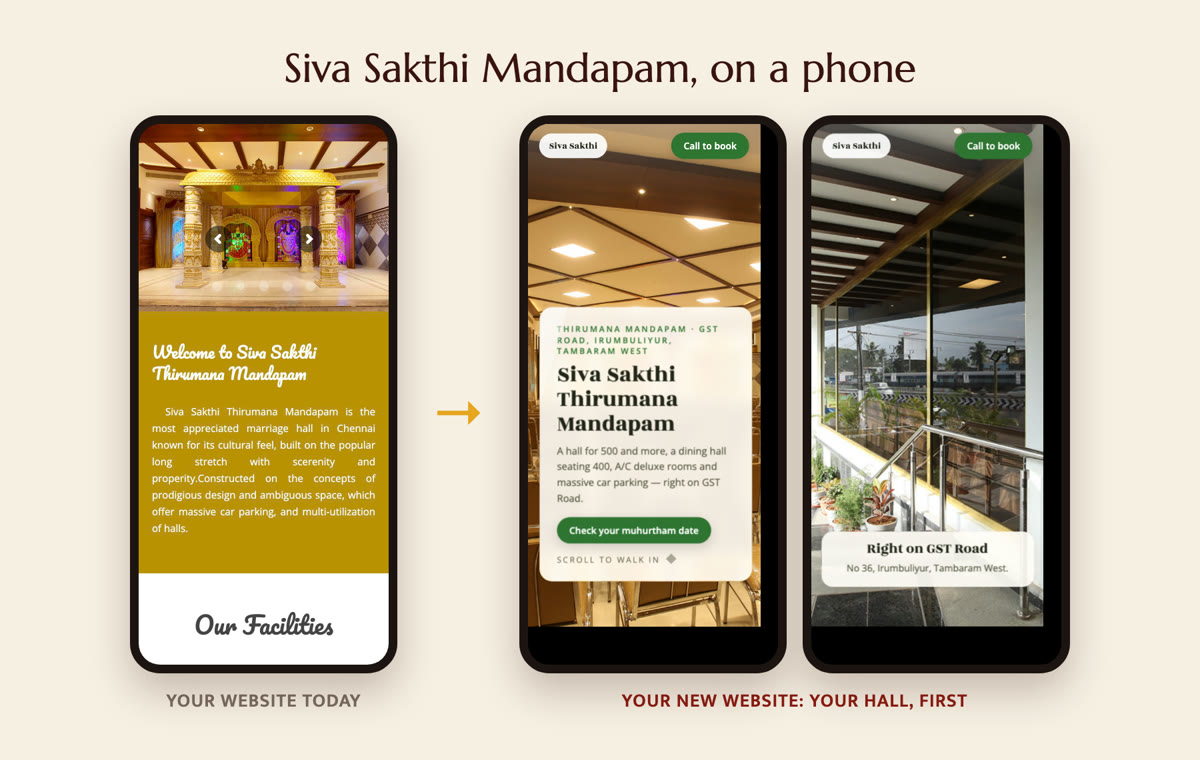 Siva Sakthi Mandapam, on a phone
Welcome to Siva Sakthi
Thirumana Mandapam
Siva Sakthi Thirumana Mandapam is the
most appreciated marriage hall in Chennai
known for its cultural feel, built on the popular
long stretch with scerenity and
properity.Constructed on the concepts of
prodigious design and ambiguous space, which
offer massive car parking, and multi-utilization
of halls.
Our Facilities
YOUR WEBSITE TODAY
Siva Sakthi
Call to book
THIRUMANA MANDAPAM · GST
ROAD, IRUMBULIYUR,
TAMBARAM WEST
Siva Sakthi
Thirumana
Mandapam
A hall for 500 and more, a dining hall
seating 400, A/C deluxe rooms and
massive car parking — right on GST
Road.
Check your muhurtham date
SCROLL TO WALK IN
Siva Sakthi
Call to book
Right on GST Road
No 36, Irumbuliyur, Tambaram West.
YOUR NEW WEBSITE: YOUR HALL, FIRST